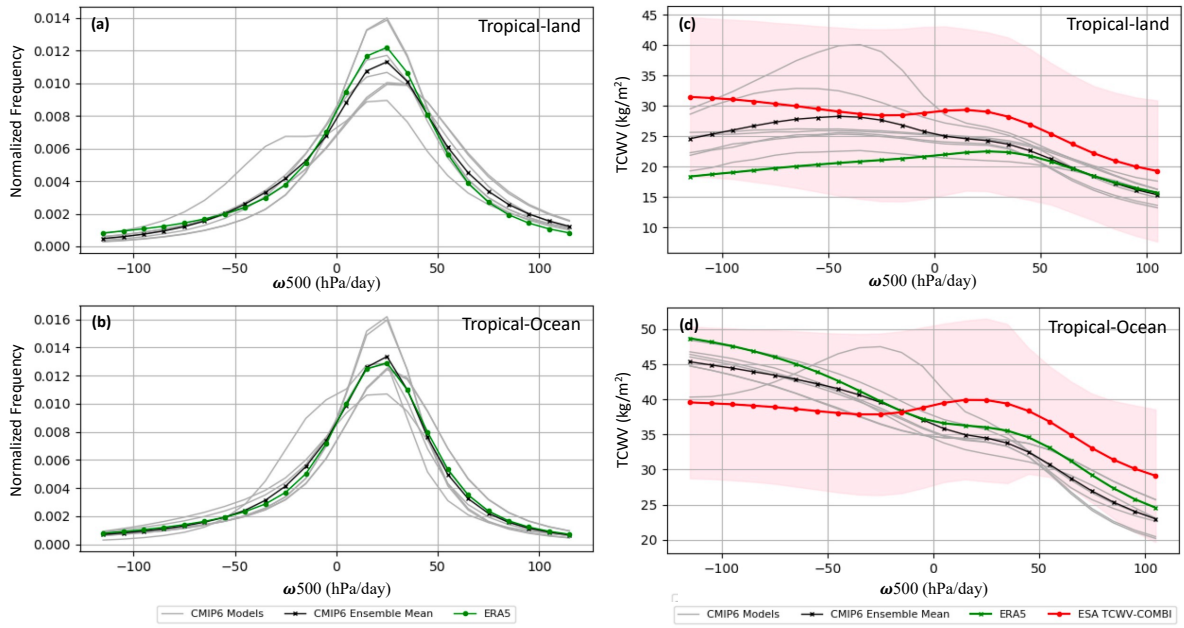 (a)
Tropical-land
Normalized Frequency
0.014
0.012
0.010
0.008
0.006
0.004
0.002
0.000
−100
−50
0
50
100
ω500 (hPa/day)
(c)
Tropical-land
TCWV (kg/m²)
45
40
35
30
25
20
15
10
−100
−50
0
50
100
ω500 (hPa/day)
(b)
Tropical-Ocean
Normalized Frequency
0.016
0.014
0.012
0.010
0.008
0.006
0.004
0.002
0.000
−100
−50
0
50
100
ω500 (hPa/day)
(d)
Tropical-Ocean
TCWV (kg/m²)
50
45
40
35
30
25
20
−100
−50
0
50
100
ω500 (hPa/day)
CMIP6 Models
CMIP6 Ensemble Mean
ERA5
CMIP6 Models
CMIP6 Ensemble Mean
ERA5
ESA TCWV-COMBI